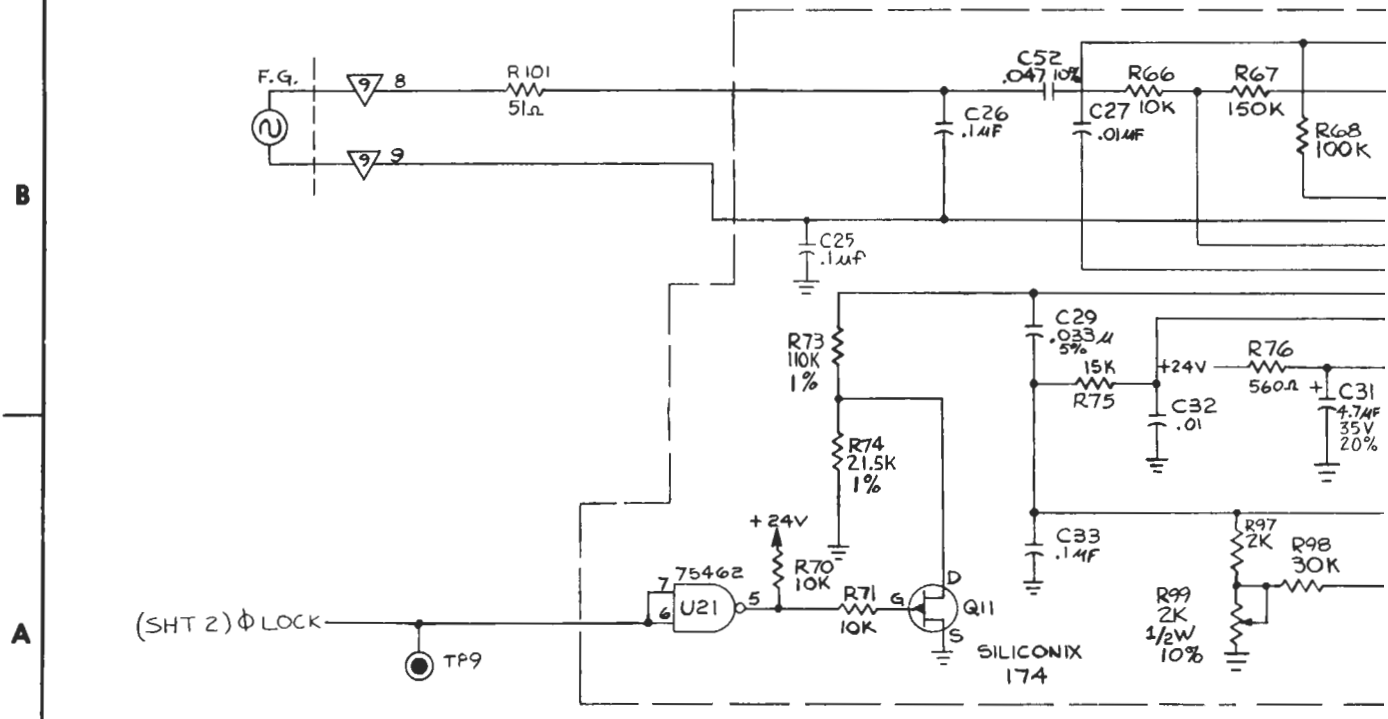 B
A
F.G.
9
8
9
9
R101
51Ω
C52
.047 10%
R66
10K
R67
150K
C26
.1µF
C27
.01µF
R68
100K
C25
.1µf
R73
110K
1%
C29
.033µ
5%
15K
R75
+24V
R76
560Ω
+
C31
4.7µF
35V
20%
C32
.01
R74
21.5K
1%
+24V
R70
10K
C33
.1µF
R97
2K
R98
30K
75462
7
6
U21
5
R71
10K
G
D
Q11
S
SILICONIX
174
R99
2K
1/2W
10%
(SHT 2) ϕ LOCK
TP9